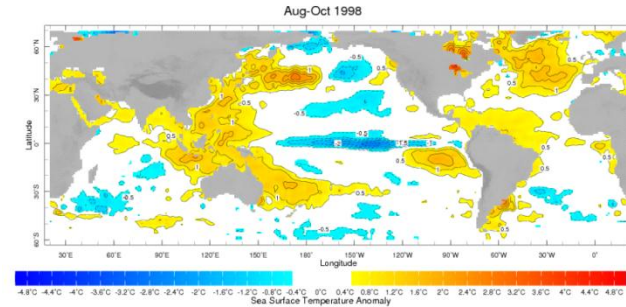 Aug-Oct 1998
60°N
30°N
0°
30°S
60°S
Latitude
30°E 60°E 90°E 120°E 150°E 180° 150°W 120°W 90°W 60°W 30°W 0°
Longitude
-4.8°C -4.4°C -4°C -3.6°C -3.2°C -2.8°C -2.4°C -2°C -1.6°C -1.2°C -0.8°C -0.4°C 0°C 0.4°C 0.8°C 1.2°C 1.6°C 2°C 2.4°C 2.8°C 3.2°C 3.6°C 4°C 4.4°C 4.8°C
Sea Surface Temperature Anomaly